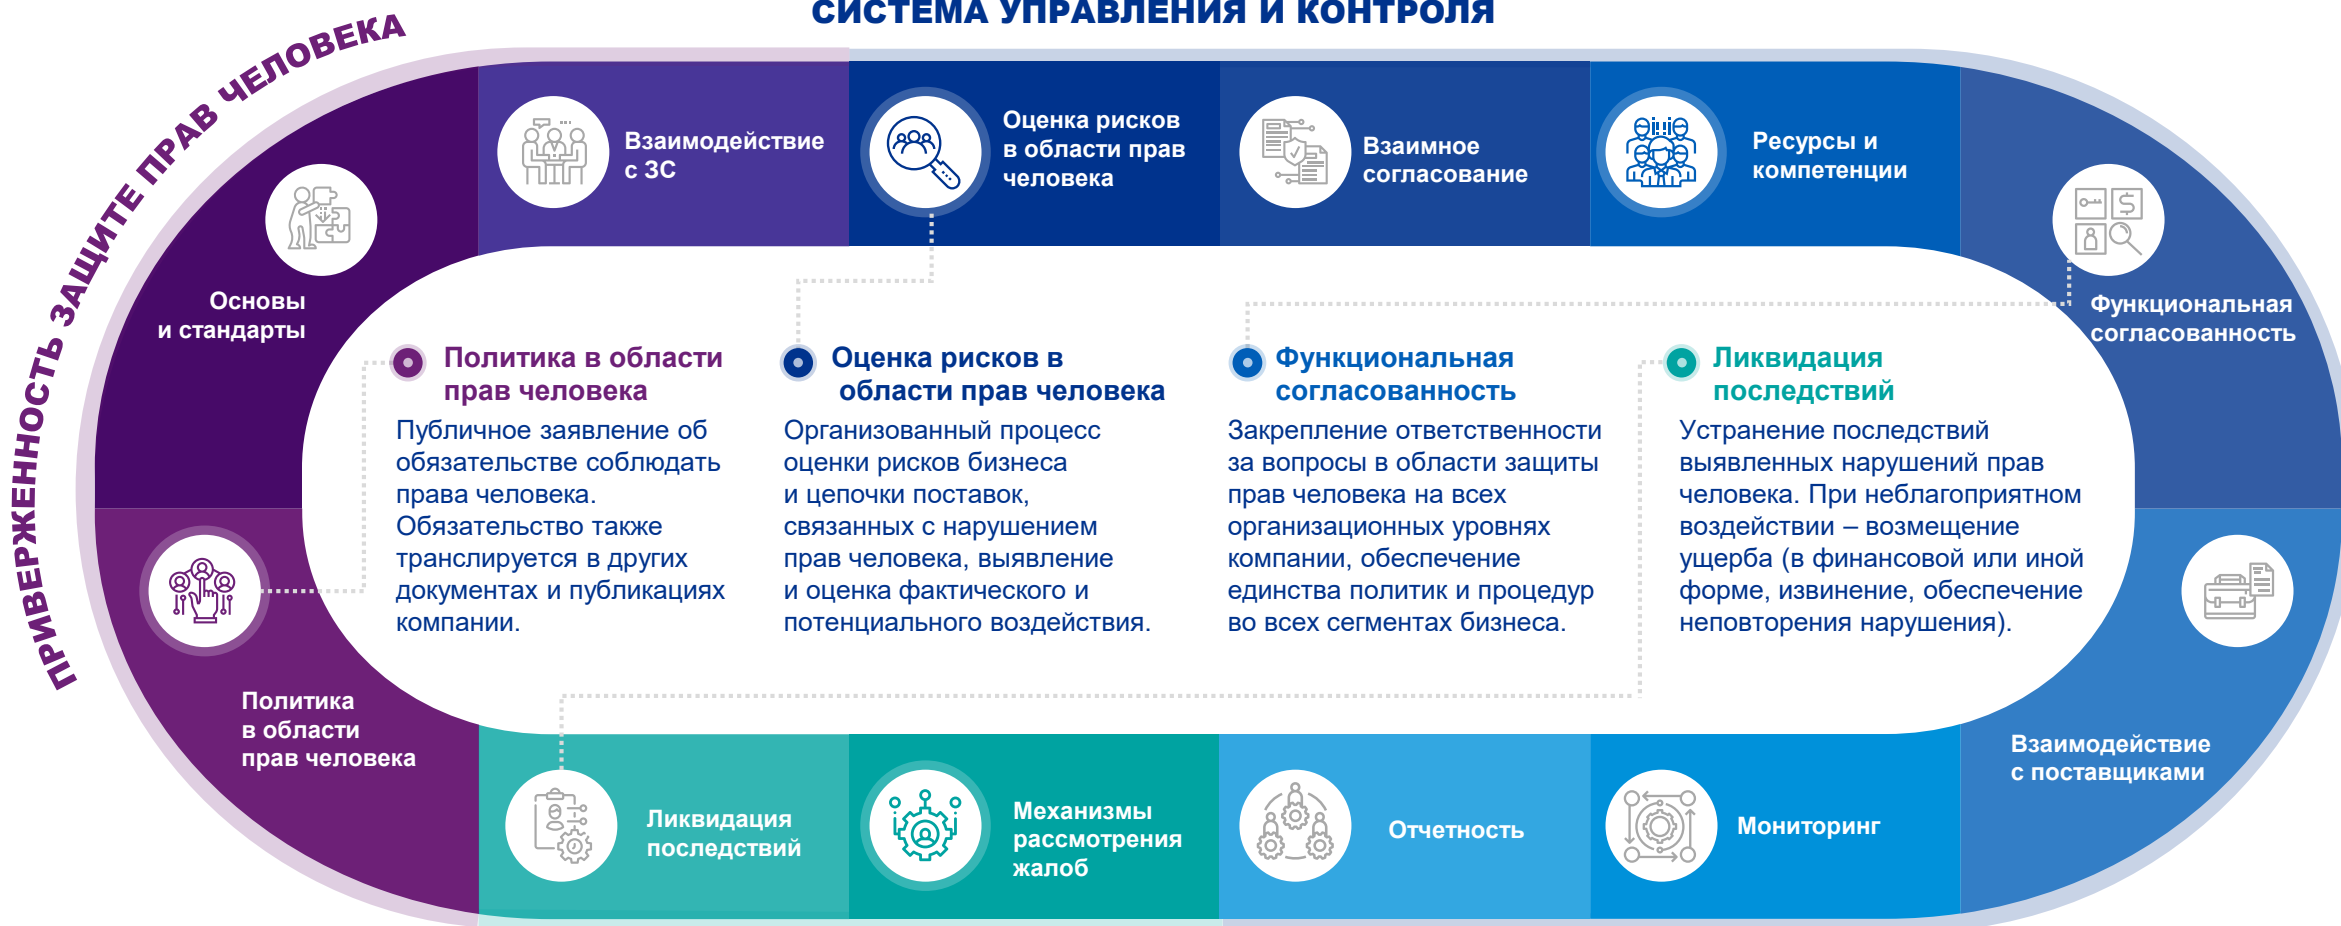 СИСТЕМА УПРАВЛЕНИЯ И КОНТРОЛЯ
ПРИВЕРЖЕННОСТЬ ЗАЩИТЕ ПРАВ ЧЕЛОВЕКА
Взаимодействие
с ЗС
Оценка рисков
в области прав
человека
Взаимное
согласование
Ресурсы и
компетенции
Основы
и стандарты
Функциональная
согласованность
Политика в области
прав человека
Публичное заявление об
обязательстве соблюдать
права человека.
Обязательство также
транслируется в других
документах и публикациях
компании.
Оценка рисков в
области прав человека
Организованный процесс
оценки рисков бизнеса
и цепочки поставок,
связанных с нарушением
прав человека, выявление
и оценка фактического и
потенциального воздействия.
Функциональная
согласованность
Закрепление ответственности
за вопросы в области защиты
прав человека на всех
организационных уровнях
компании, обеспечение
единства политик и процедур
во всех сегментах бизнеса.
Ликвидация
последствий
Устранение последствий
выявленных нарушений прав
человека. При неблагоприятном
воздействии – возмещение
ущерба (в финансовой или иной
форме, извинение, обеспечение
неповторения нарушения).
Политика
в области
прав человека
Взаимодействие
с поставщиками
Ликвидация
последствий
Механизмы
рассмотрения
жалоб
Отчетность
Мониторинг